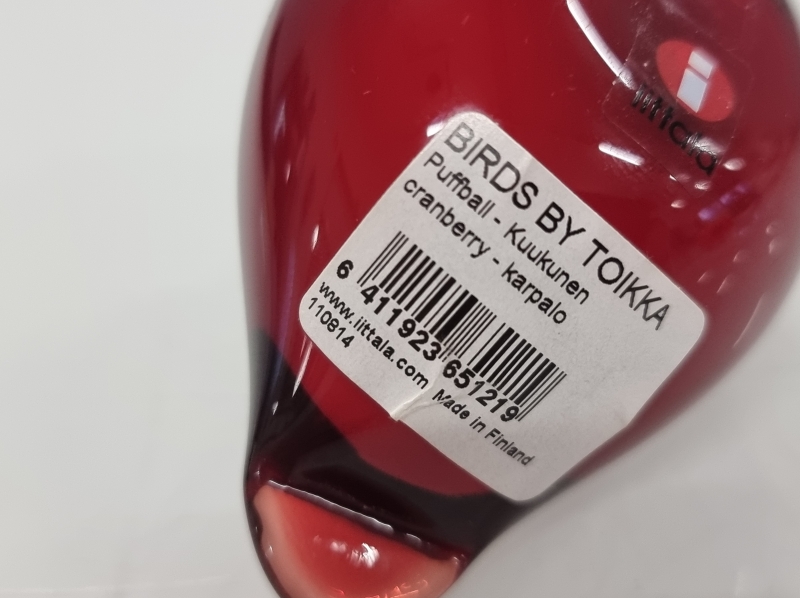 i
iittala
BIRDS BY TOIKKA
Puffball - Kuukunen
cranberry - karpalo
6 411923 651219
www.iittala.com Made in Finland
110814